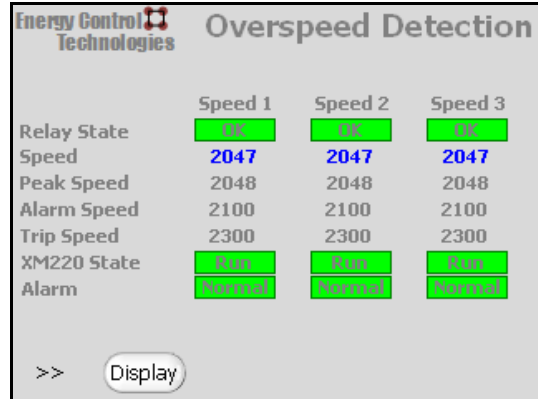 Energy Control
Technologies
Overspeed Detection
Speed 1 Speed 2 Speed 3
Relay State OK OK OK
Speed 2047 2047 2047
Peak Speed 2048 2048 2048
Alarm Speed 2100 2100 2100
Trip Speed 2300 2300 2300
XM220 State Run Run Run
Alarm Normal Normal Normal
>> Display